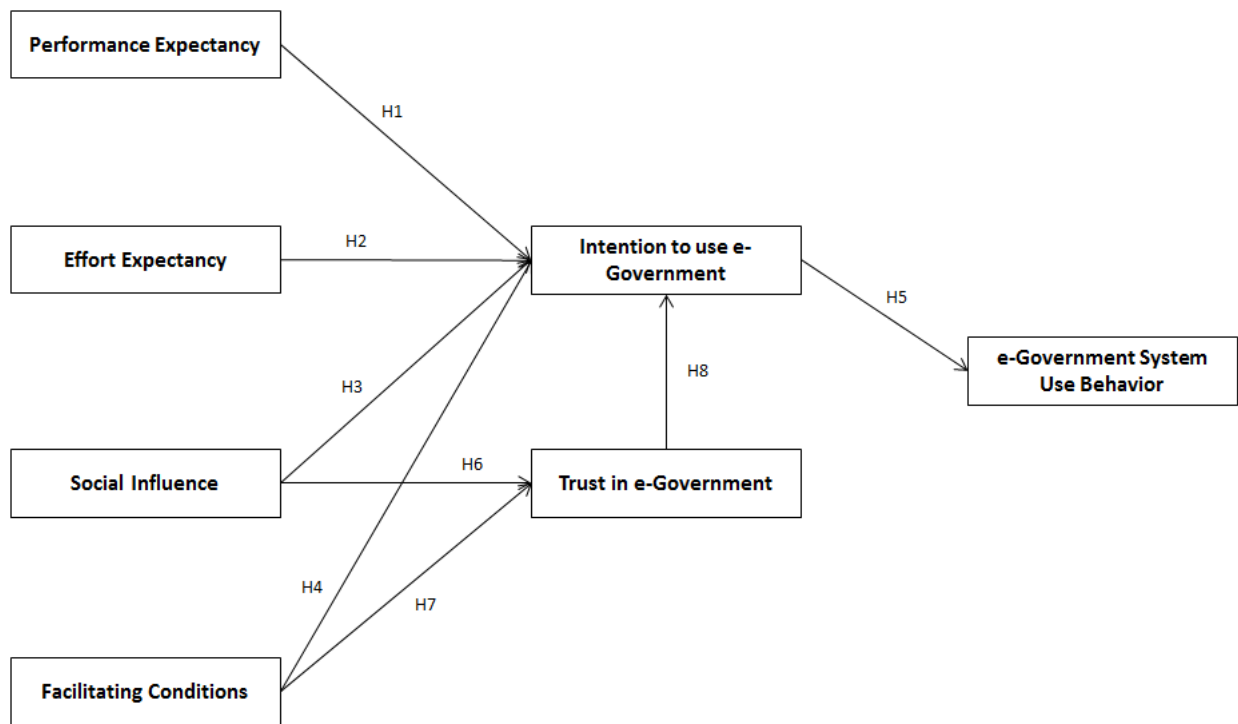 Performance Expectancy
H1
Effort Expectancy
H2
Intention to use e-
Government
H5
e-Government System
Use Behavior
H3
H8
Social Influence
H6
Trust in e-Government
H4
H7
Facilitating Conditions